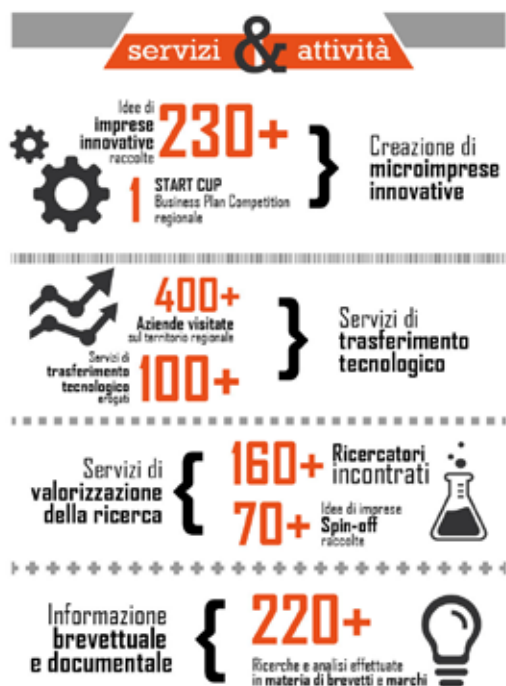 servizi & attività
Idee di
imprese
innovative
raccolte
230+
1
START CUP
Business Plan Competition
regionale
}
Creazione di
microimprese
innovative
400+
Aziende visitate
sul territorio regionale
Servizi di
trasferimento
tecnologico
erogati
100+
}
Servizi di
trasferimento
tecnologico
Servizi di
valorizzazione
della ricerca
{
160+
Ricercatori
incontrati
70+
Idee di imprese
Spin-off
raccolte
Informazione
brevettuale
e documentale
{
220+
Ricerche e analisi effettuate
in materia di brevetti e marchi